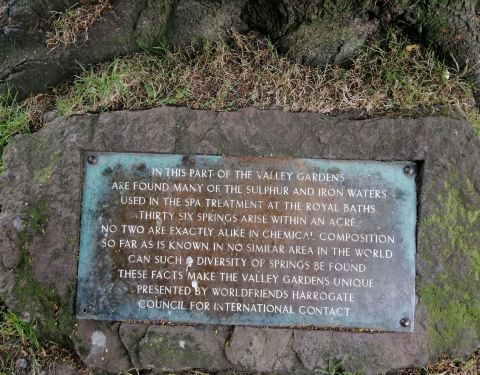 IN THIS PART OF THE VALLEY GARDENS
ARE FOUND MANY OF THE SULPHUR AND IRON WATERS
USED IN THE SPA TREATMENT AT THE ROYAL BATHS
THIRTY SIX SPRINGS ARISE WITHIN AN ACRE
NO TWO ARE EXACTLY ALIKE IN CHEMICAL COMPOSITION
SO FAR AS IS KNOWN IN NO SIMILAR AREA IN THE WORLD
CAN SUCH A DIVERSITY OF SPRINGS BE FOUND
THESE FACTS MAKE THE VALLEY GARDENS UNIQUE
PRESENTED BY WORLDFRIENDS HARROGATE
COUNCIL FOR INTERNATIONAL CONTACT